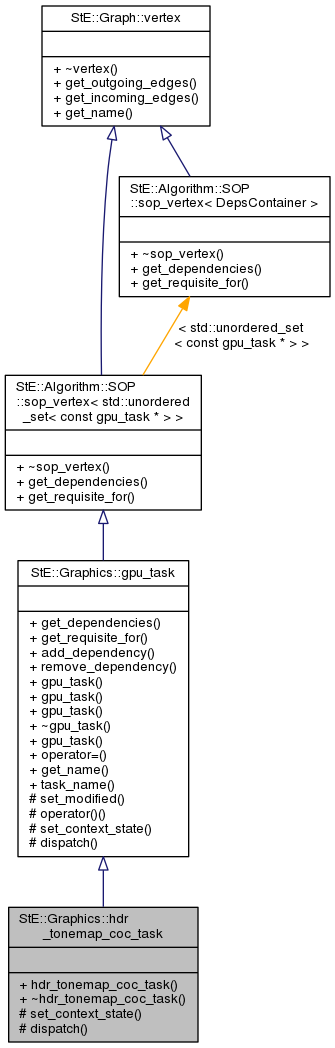 StE::Graph::vertex
+ ~vertex()
+ get_outgoing_edges()
+ get_incoming_edges()
+ get_name()
StE::Algorithm::SOP
::sop_vertex< DepsContainer >
+ ~sop_vertex()
+ get_dependencies()
+ get_requisite_for()
< std::unordered_set
< const gpu_task * > >
StE::Algorithm::SOP
::sop_vertex< std::unordered
_set< const gpu_task * > >
+ ~sop_vertex()
+ get_dependencies()
+ get_requisite_for()
StE::Graphics::gpu_task
+ get_dependencies()
+ get_requisite_for()
+ add_dependency()
+ remove_dependency()
+ gpu_task()
+ gpu_task()
+ gpu_task()
+ ~gpu_task()
+ gpu_task()
+ operator=()
+ get_name()
+ task_name()
# set_modified()
# operator()()
# set_context_state()
# dispatch()
StE::Graphics::hdr
_tonemap_coc_task
+ hdr_tonemap_coc_task()
+ ~hdr_tonemap_coc_task()
# set_context_state()
# dispatch()